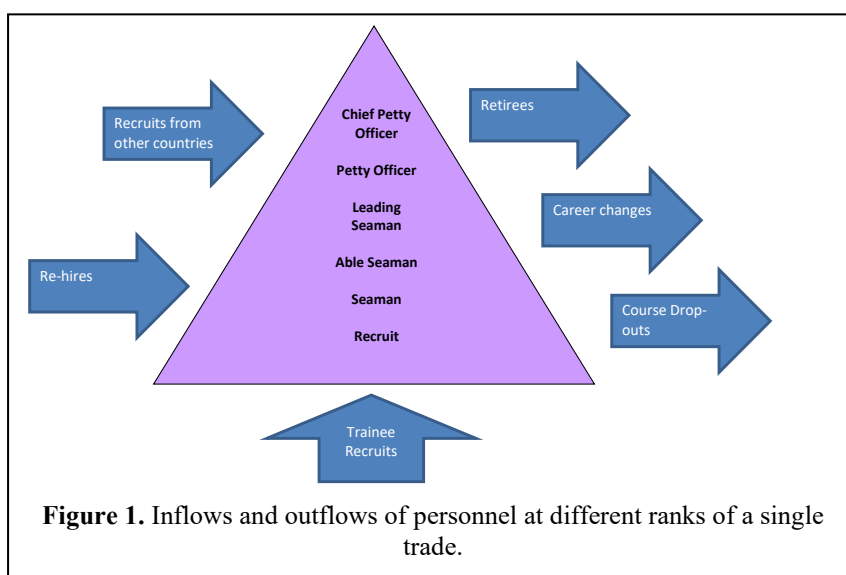 Recruits from
other countries
Re-hires
Chief Petty
Officer
Petty Officer
Leading
Seaman
Able Seaman
Seaman
Recruit
Retirees
Career changes
Course Drop-
outs
Trainee
Recruits
Figure 1. Inflows and outflows of personnel at different ranks of a single
trade.